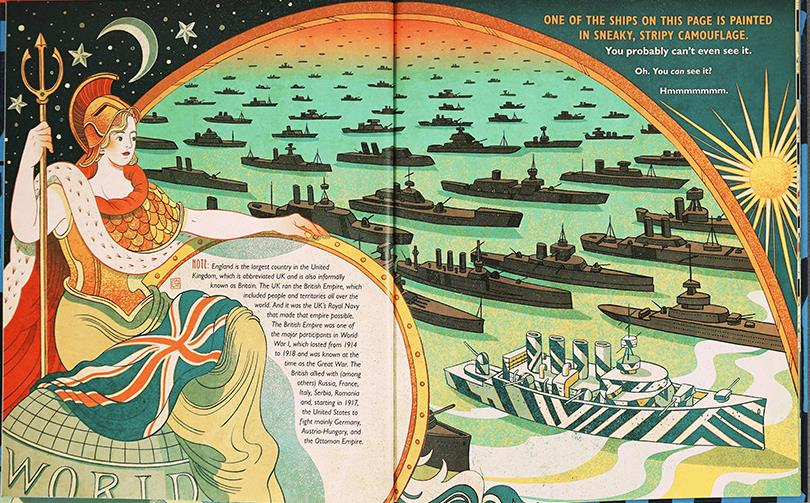 ONE OF THE SHIPS ON THIS PAGE IS PAINTED
IN SNEAKY, STRIPY CAMOUFLAGE.
You probably can't even see it.
Oh. You can see it?
Hmmmmmmm.
NOTE: England is the largest country in the United
Kingdom, which is abbreviated UK and is also informally
known as Britain. The UK ran the British Empire, which
included people and territories all over the
world. And it was the UK's Royal Navy
that made that empire possible.
The British Empire was one of
the major participants in World
War I, which lasted from 1914
to 1918 and was known at the
time as the Great War. The
British allied with (among
others) Russia, France,
Italy, Serbia, Romania
and, starting in 1917,
the United States to
fight mainly Germany,
Austria-Hungary, and
the Ottoman Empire.
WORLD